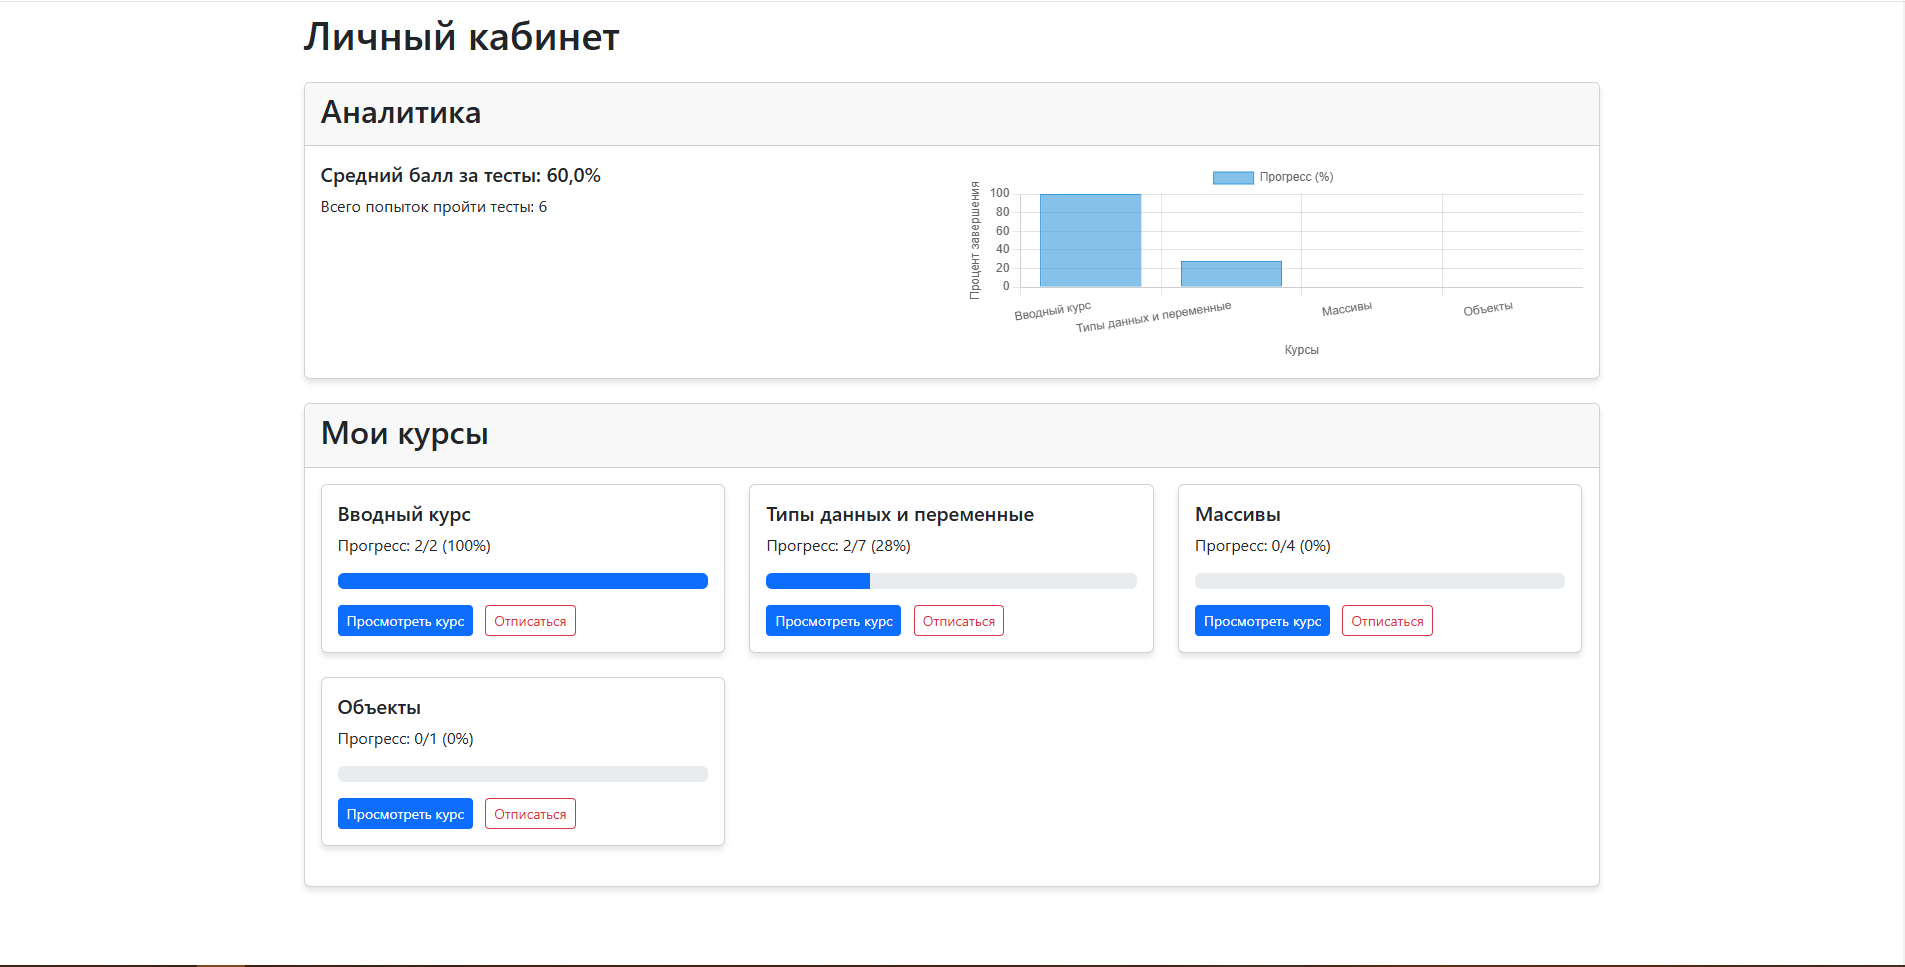 Личный кабинет
Аналитика
Средний балл за тесты: 60,0%
Всего попыток пройти тесты: 6
Прогресс (%)
Процент завершения
100
80
60
40
20
0
Вводный курс
Типы данных и переменные
Массивы
Объекты
Курсы
Мои курсы
Вводный курс
Прогресс: 2/2 (100%)
Просмотреть курс
Отписаться
Типы данных и переменные
Прогресс: 2/7 (28%)
Просмотреть курс
Отписаться
Массивы
Прогресс: 0/4 (0%)
Просмотреть курс
Отписаться
Объекты
Прогресс: 0/1 (0%)
Просмотреть курс
Отписаться